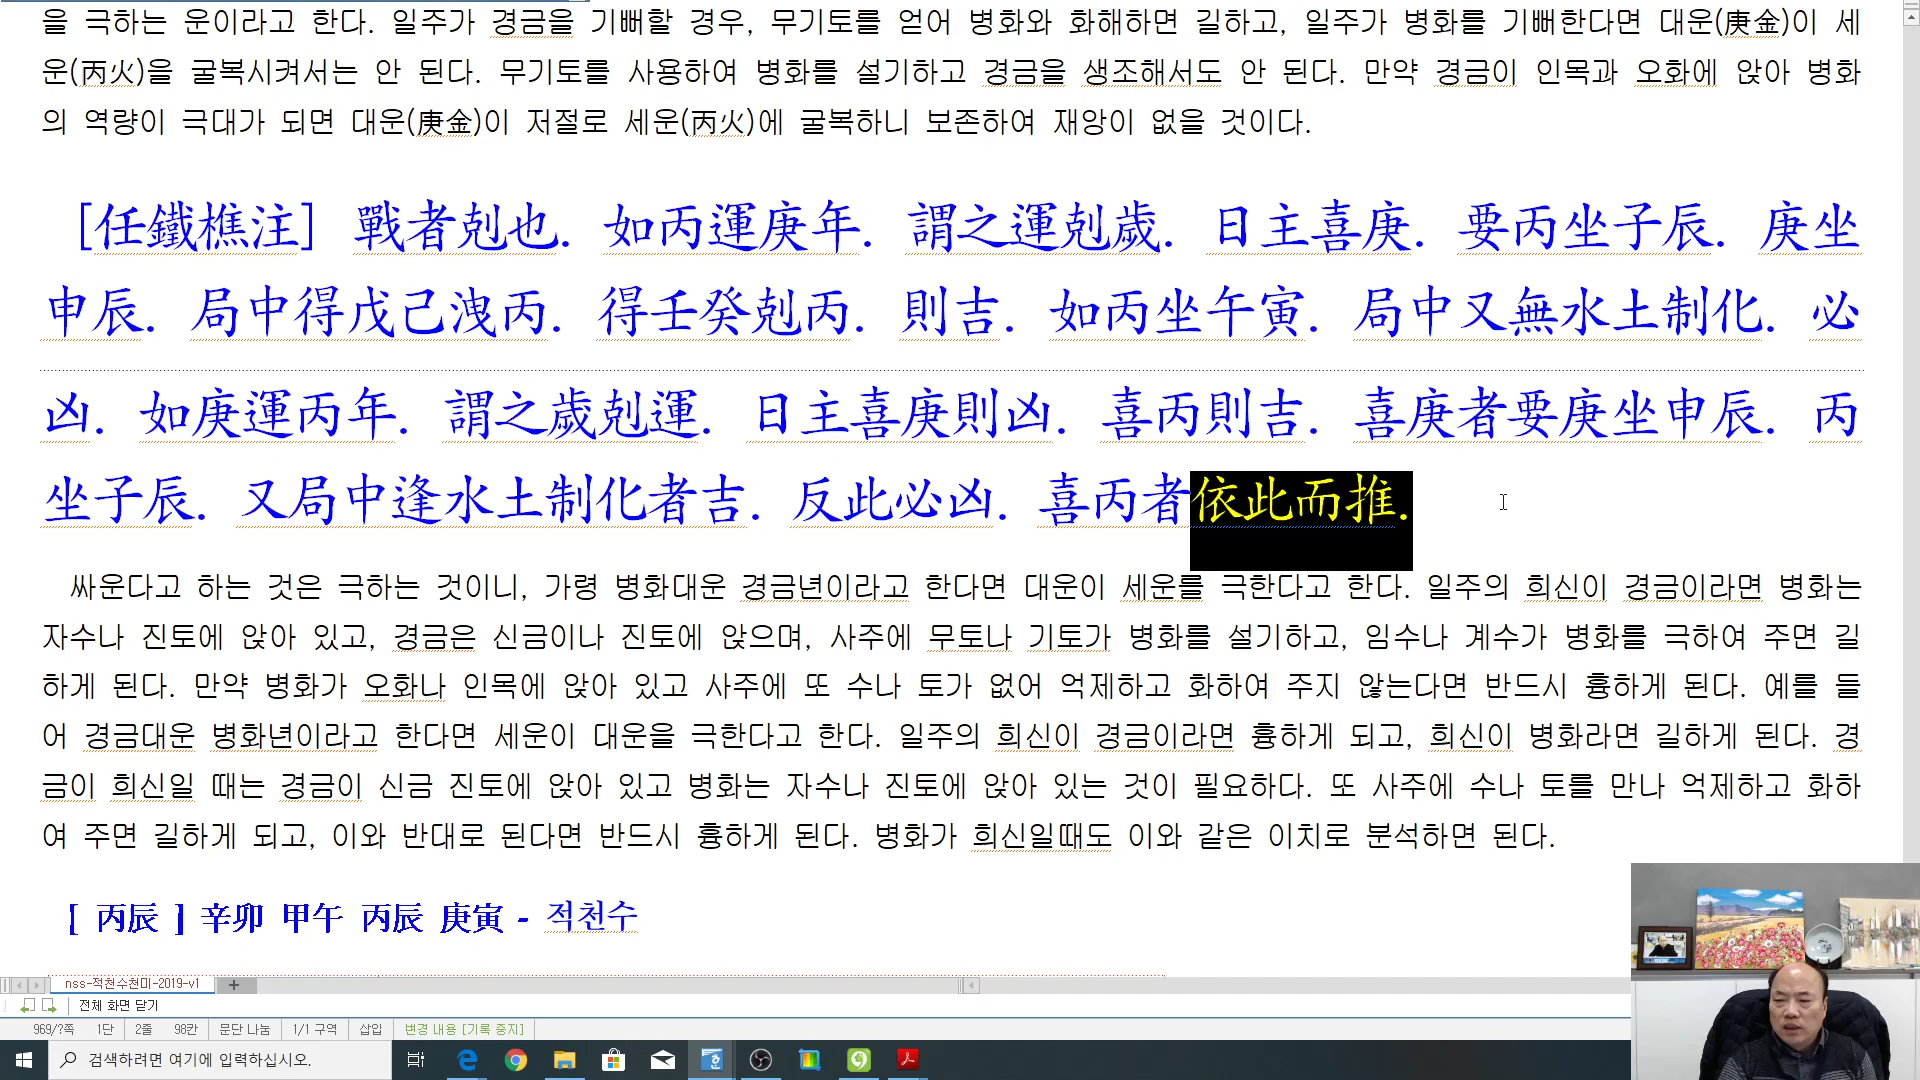 을 극하는 운이라고 한다. 일주가 경금을 기뻐할 경우, 무기토를 얻어 병화와 화해하면 길하고, 일주가 병화를 기뻐한다면 대운(庚金)이 세
운(丙火)을 굴복시켜서는 안 된다. 무기토를 사용하여 병화를 설기하고 경금을 생조해서도 안 된다. 만약 경금이 인목과 오화에 앉아 병화
의 역량이 극대가 되면 대운(庚金)이 저절로 세운(丙火)에 굴복하니 보존하여 재앙이 없을 것이다.
[任鐵樵注] 戰者剋也. 如丙運庚年. 謂之運剋歲. 日主喜庚. 要丙坐子辰. 庚坐
申辰. 局中得戊己洩丙. 得壬癸剋丙. 則吉. 如丙坐午寅. 局中又無水土制化. 必
凶. 如庚運丙年. 謂之歲剋運. 日主喜庚則凶. 喜丙則吉. 喜庚者要庚坐申辰. 丙
坐子辰. 又局中逢水土制化者吉. 反此必凶. 喜丙者依此而推.
싸운다고 하는 것은 극하는 것이니, 가령 병화대운 경금년이라고 한다면 대운이 세운를 극한다고 한다. 일주의 희신이 경금이라면 병화는
자수나 진토에 앉아 있고, 경금은 신금이나 진토에 앉으며, 사주에 무토나 기토가 병화를 설기하고, 임수나 계수가 병화를 극하여 주면 길
하게 된다. 만약 병화가 오화나 인목에 앉아 있고 사주에 또 수나 토가 없어 억제하고 화하여 주지 않는다면 반드시 흉하게 된다. 예를 들
어 경금대운 병화년이라고 한다면 세운이 대운을 극한다고 한다. 일주의 희신이 경금이라면 흉하게 되고, 희신이 병화라면 길하게 된다. 경
금이 희신일 때는 경금이 신금 진토에 앉아 있고 병화는 자수나 진토에 앉아 있는 것이 필요하다. 또 사주에 수나 토를 만나 억제하고 화하
여 주면 길하게 되고, 이와 반대로 된다면 반드시 흉하게 된다. 병화가 희신일때도 이와 같은 이치로 분석하면 된다.
[ 丙辰 ] 辛卯 甲午 丙辰 庚寅 - 적천수
nss-적천수천미-2019-v1
전체 화면 닫기
969/?쪽 1단 2줄 98칸 문단 나눔 1/1 구역 삽입 변경 내용 [기록 중지]
검색하려면 여기에 입력하십시오.